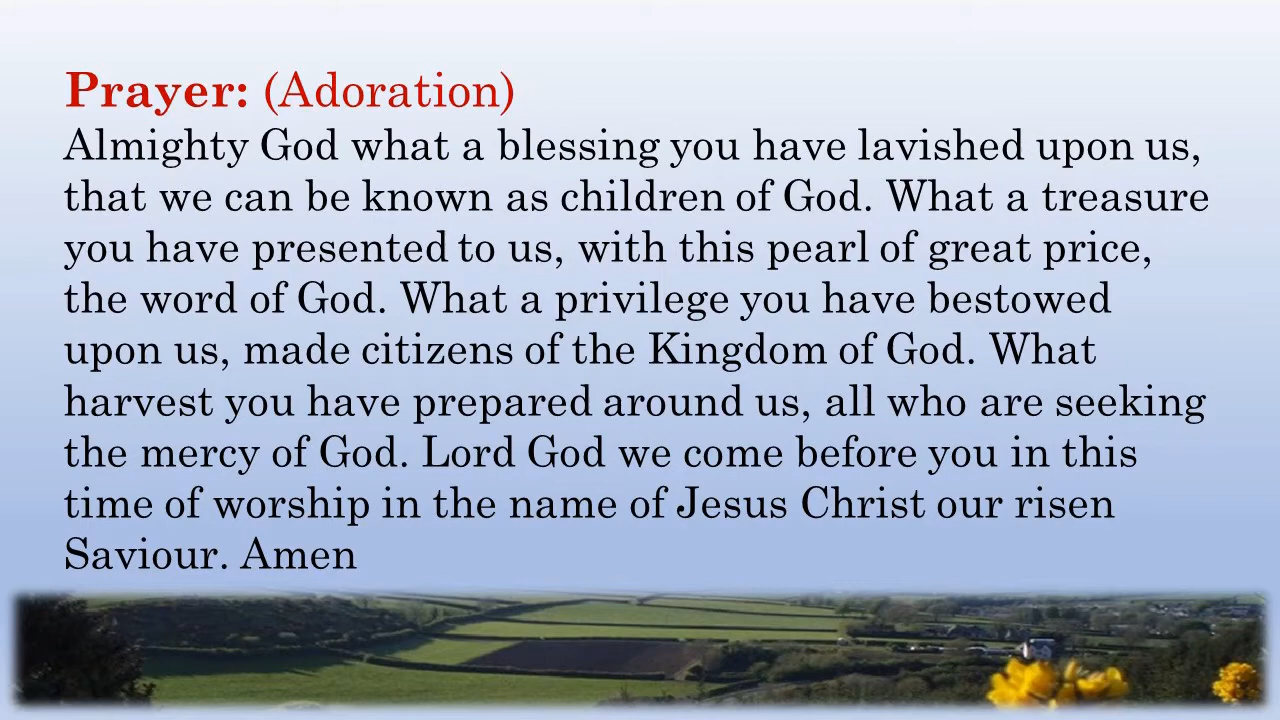 Prayer: (Adoration)
Almighty God what a blessing you have lavished upon us,
that we can be known as children of God. What a treasure
you have presented to us, with this pearl of great price,
the word of God. What a privilege you have bestowed
upon us, made citizens of the Kingdom of God. What
harvest you have prepared around us, all who are seeking
the mercy of God. Lord God we come before you in this
time of worship in the name of Jesus Christ our risen
Saviour. Amen